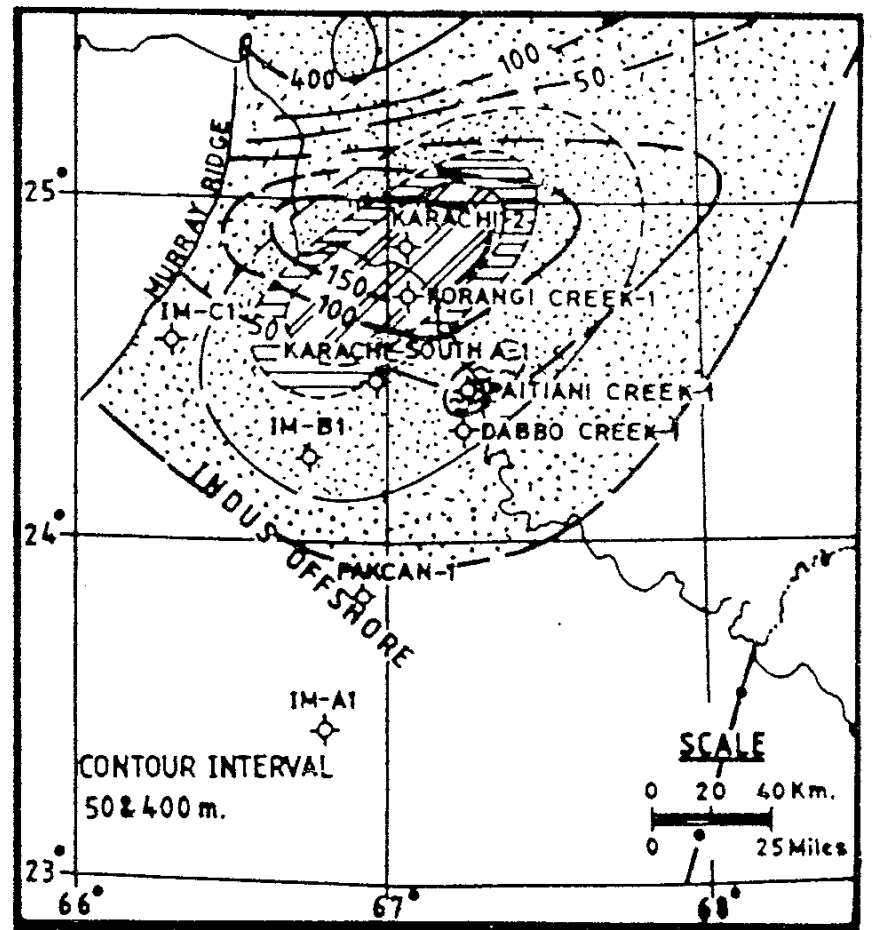 400
100
50
MURRAY RIDGE
25°
KARACHI-2
150
100
50
KORANGI CREEK-1
IM-C1
KARACHI SOUTH A-1
PAITIANI CREEK-1
IM-B1
DABBO CREEK-1
24°
INDUS OFFSHORE
PAKCAN-1
IM-A1
CONTOUR INTERVAL
50 & 400 m.
SCALE
0 20 40 Km.
0 25 Miles
23°
66° 67° 68°